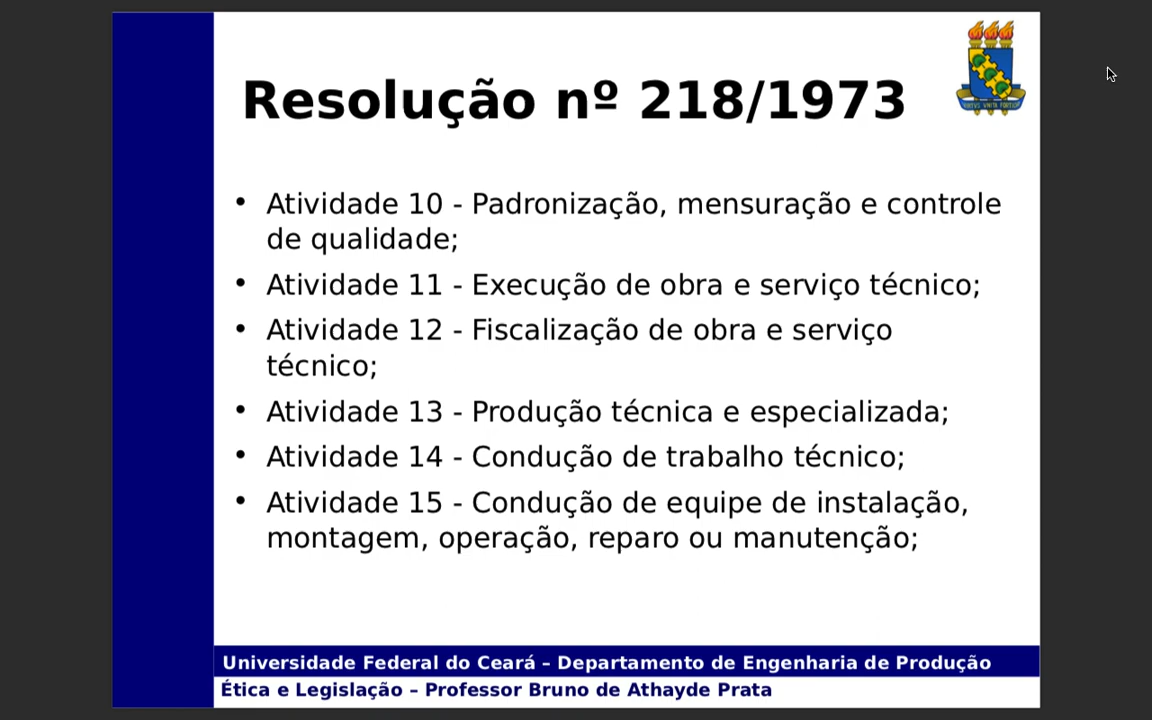 Resolução nº 218/1973
• Atividade 10 - Padronização, mensuração e controle
de qualidade;
• Atividade 11 - Execução de obra e serviço técnico;
• Atividade 12 - Fiscalização de obra e serviço
técnico;
• Atividade 13 - Produção técnica e especializada;
• Atividade 14 - Condução de trabalho técnico;
• Atividade 15 - Condução de equipe de instalação,
montagem, operação, reparo ou manutenção;
Universidade Federal do Ceará – Departamento de Engenharia de Produção
Ética e Legislação – Professor Bruno de Athayde Prata